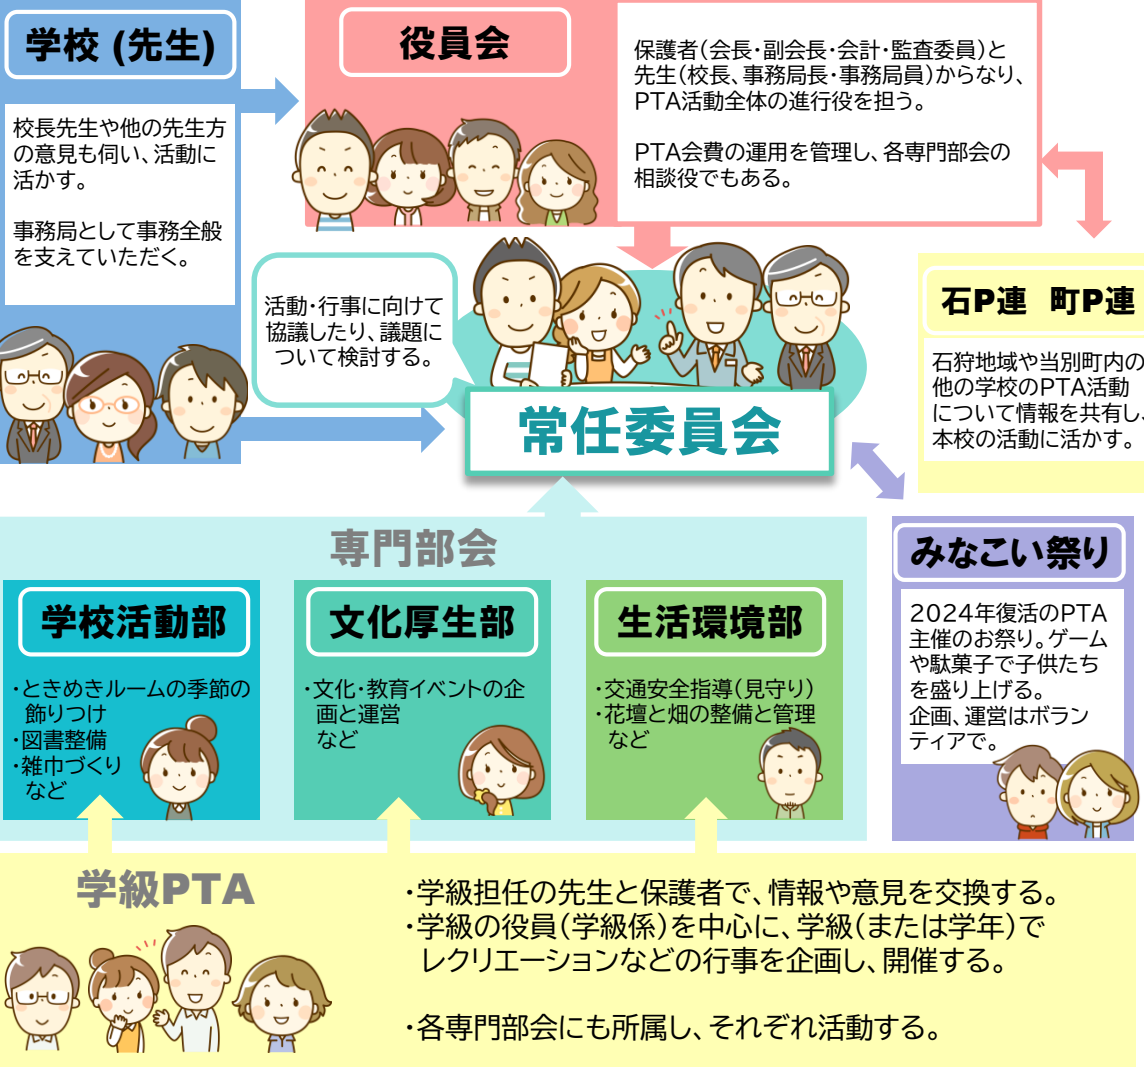 学校 (先生)
校長先生や他の先生方
の意見も伺い、活動に
活かす。
事務局として事務全般
を支えていただく。
役員会
保護者(会長・副会長・会計・監査委員)と
先生(校長、事務局長・事務局員)からなり、
PTA活動全体の進行役を担う。
PTA会費の運用を管理し、各専門部会の
相談役でもある。
活動・行事に向けて
協議したり、議題に
ついて検討する。
常任委員会
石P連 町P連
石狩地域や当別町内の
他の学校のPTA活動
について情報を共有し、
本校の活動に活かす。
専門部会
学校活動部
・ときめきルームの季節の
飾りつけ
・図書整備
・雑巾づくり
など
文化厚生部
・文化・教育イベントの企
画と運営
など
生活環境部
・交通安全指導(見守り)
・花壇と畑の整備と管理
など
みなこい祭り
2024年復活のPTA
主催のお祭り。ゲーム
や駄菓子で子供たち
を盛り上げる。
企画、運営はボラン
ティアで。
学級PTA
・学級担任の先生と保護者で、情報や意見を交換する。
・学級の役員(学級係)を中心に、学級(または学年)で
レクリエーションなどの行事を企画し、開催する。
・各専門部会にも所属し、それぞれ活動する。